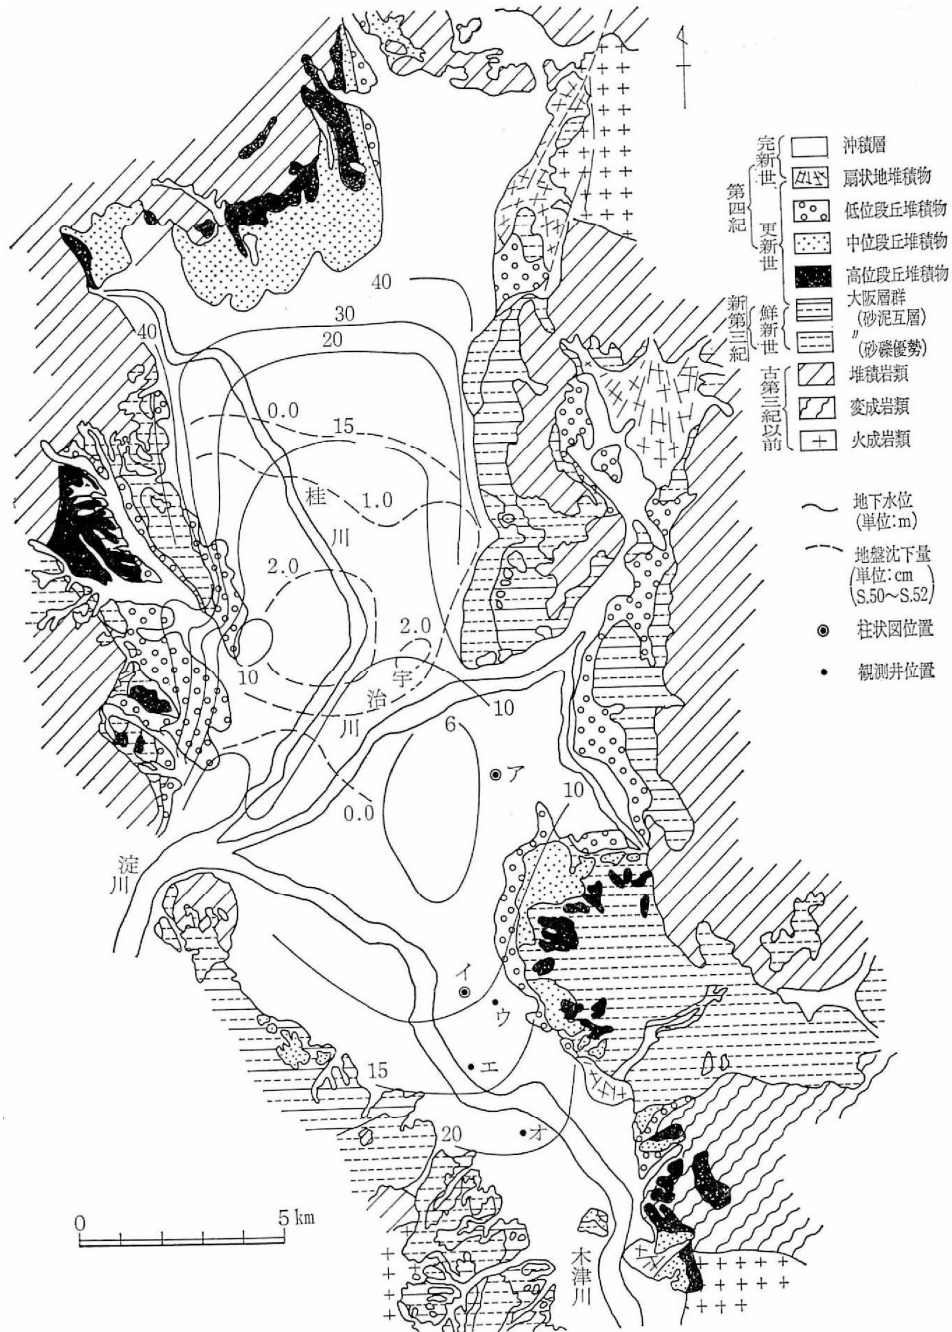 完新世
第四紀
更新世
新第三紀
鮮新世
古第三紀以前
沖積層
扇状地堆積物
低位段丘堆積物
中位段丘堆積物
高位段丘堆積物
大阪層群
(砂泥互層)
〃
(砂礫優勢)
堆積岩類
変成岩類
火成岩類
地下水位
(単位:m)
地盤沈下量
(単位:cm
S.50～S.52)
柱状図位置
観測井位置
40
30
40
20
0.0
15
桂川
1.0
2.0
2.0
宇治川
10
10
6
ア
10
0.0
淀川
イ
ウ
エ
15
オ
20
0
5km
木津川